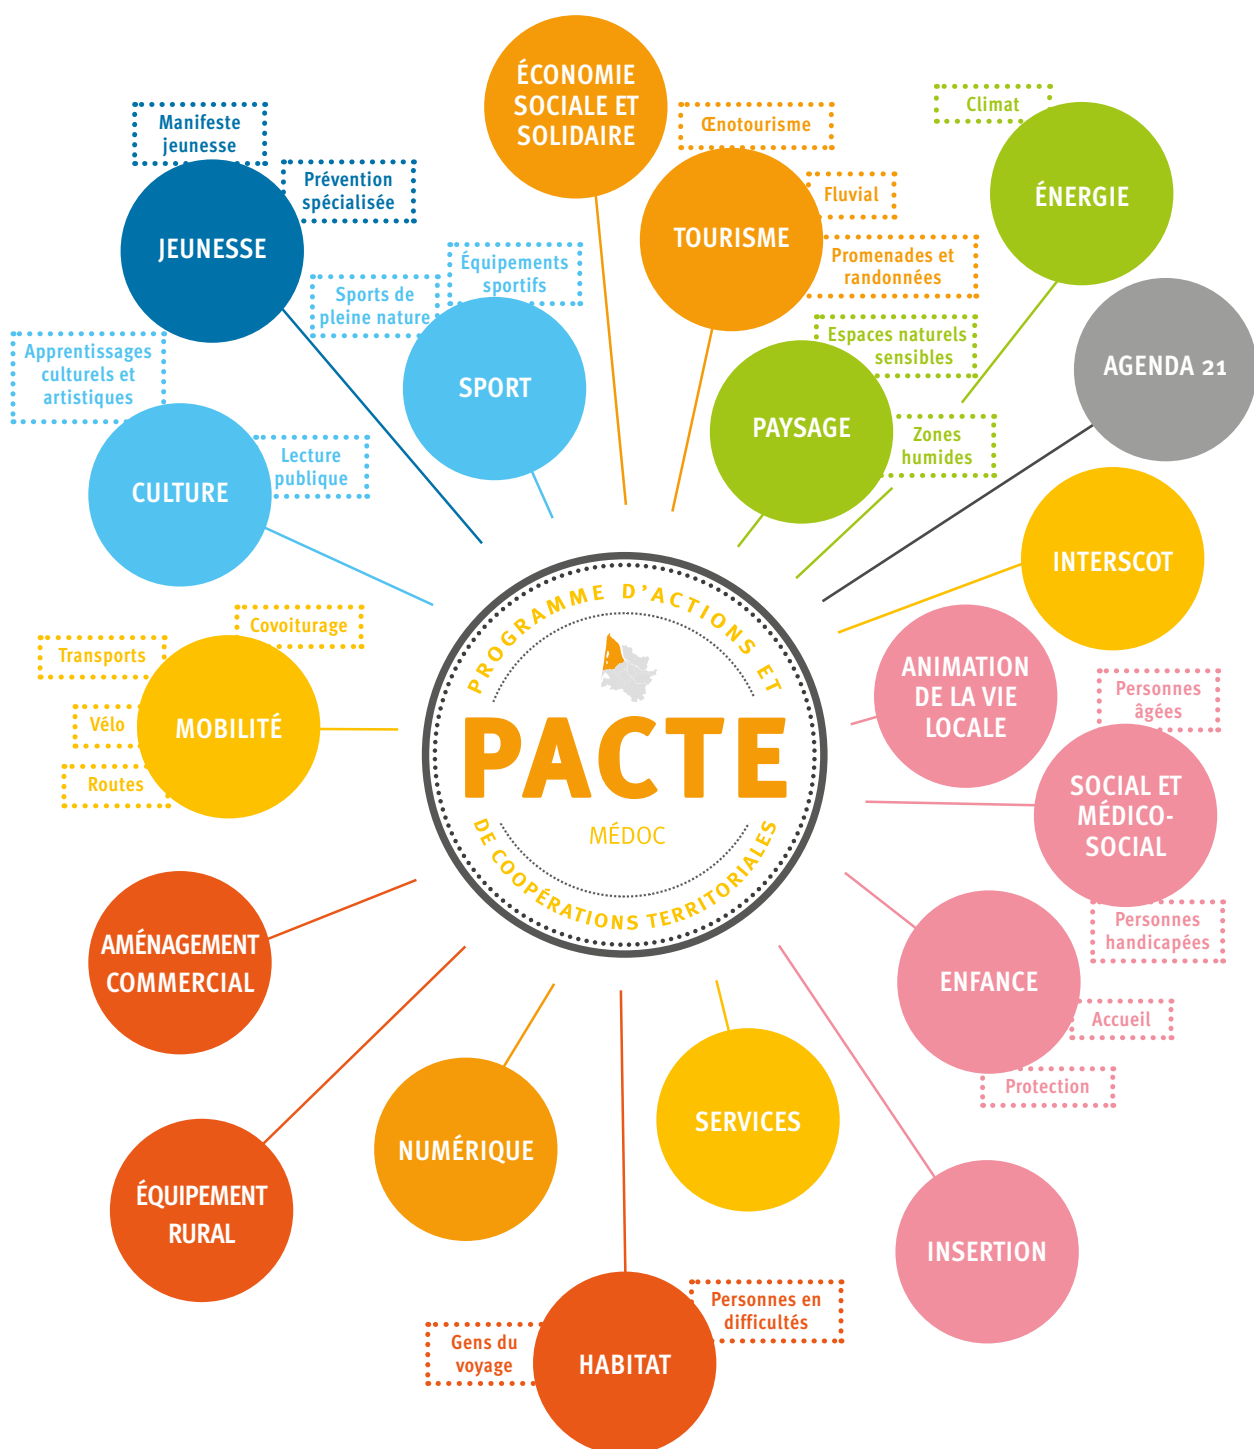 ÉCONOMIE
SOCIALE ET
SOLIDAIRE
Manifeste
jeunesse
Prévention
spécialisée
JEUNESSE
Œnotourisme
Fluvial
Promenades et
randonnées
TOURISME
Climat
ÉNERGIE
Sports de
pleine nature
Équipements
sportifs
SPORT
Apprentissages
culturels et
artistiques
Lecture
publique
CULTURE
Espaces naturels
sensibles
Zones
humides
PAYSAGE
AGENDA 21
INTERSCOT
Covoiturage
Transports
Vélo
Routes
MOBILITÉ
PROGRAMME D'ACTIONS ET
PACTE
MÉDOC
DE COOPÉRATIONS TERRITORIALES
ANIMATION
DE LA VIE
LOCALE
Personnes
âgées
SOCIAL ET
MÉDICO-
SOCIAL
Personnes
handicapées
ENFANCE
Accueil
Protection
AMÉNAGEMENT
COMMERCIAL
ÉQUIPEMENT
RURAL
NUMÉRIQUE
SERVICES
INSERTION
Personnes en
difficultés
Gens du
voyage
HABITAT